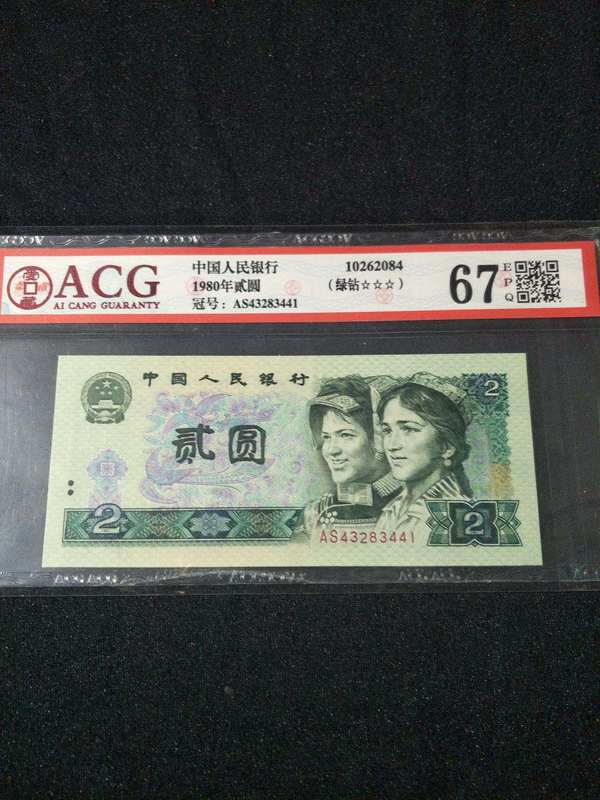 ACG
AI CANG GUARANTY
中国人民银行
1980年贰圆
冠号: AS43283441
10262084
(绿钻☆☆☆)
67
EPQ
中国人民银行
贰圆
2
2
2
AS43283441